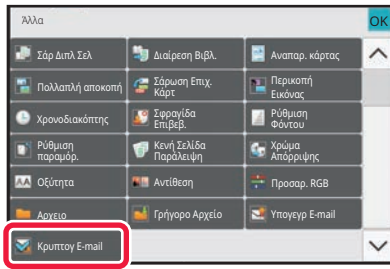 Άλλα
OK
Σάρ Διπλ Σελ
Διαίρεση Βιβλ.
Αναπαρ. κάρτας
Πολλαπλή αποκοπή
Σάρωση Επιχ.
Κάρτ
Περικοπή
Εικόνας
Χρονοδιακόπτης
Σφραγίδα
Επιβεβ.
Ρύθμιση
Φόντου
Ρύθμιση
παραμόρ.
Κενή Σελίδα
Παράλειψη
Χρώμα
Απόρριψης
AA
Οξύτητα
Αντίθεση
Προσαρ. RGB
Αρχειο
Γρήγορο Αρχείο
Υπογεγρ E-mail
Κρυπτογ E-mail